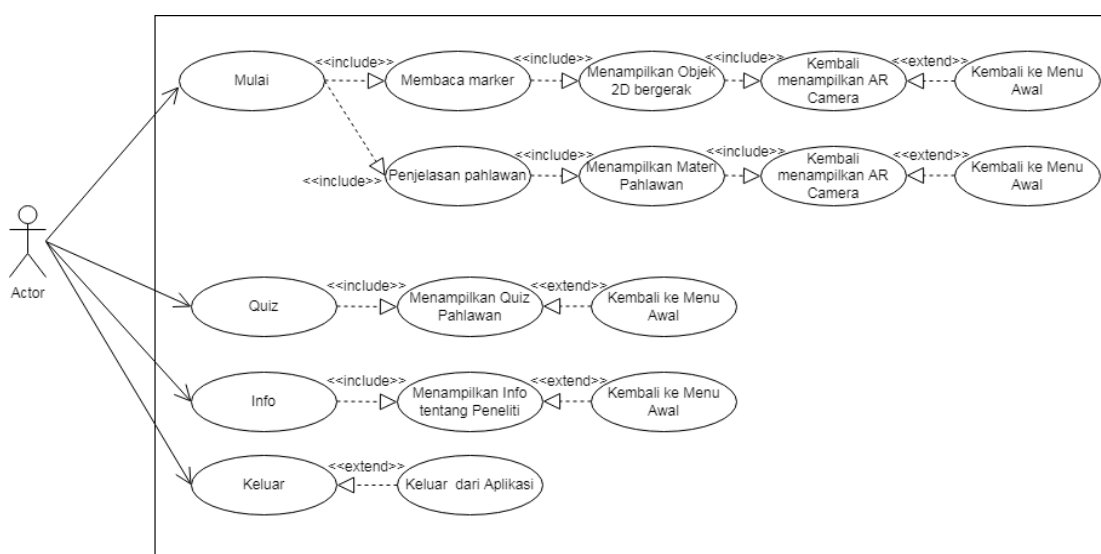 <<include>>
<<include>>
<<include>>
Mulai
Membaca marker
Menampilkan Objek
2D bergerak
Kembali
menampilkan AR
Camera
<<extend>>
Kembali ke Menu
Awal
<<include>>
Penjelasan pahlawan
<<include>>
Menampilkan Materi
Pahlawan
<<include>>
Kembali
menampilkan AR
Camera
<<extend>>
Kembali ke Menu
Awal
Actor
Quiz
<<include>>
Menampilkan Quiz
Pahlawan
<<extend>>
Kembali ke Menu
Awal
Info
<<include>>
Menampilkan Info
tentang Peneliti
<<extend>>
Kembali ke Menu
Awal
Keluar
<<extend>>
Keluar dari Aplikasi